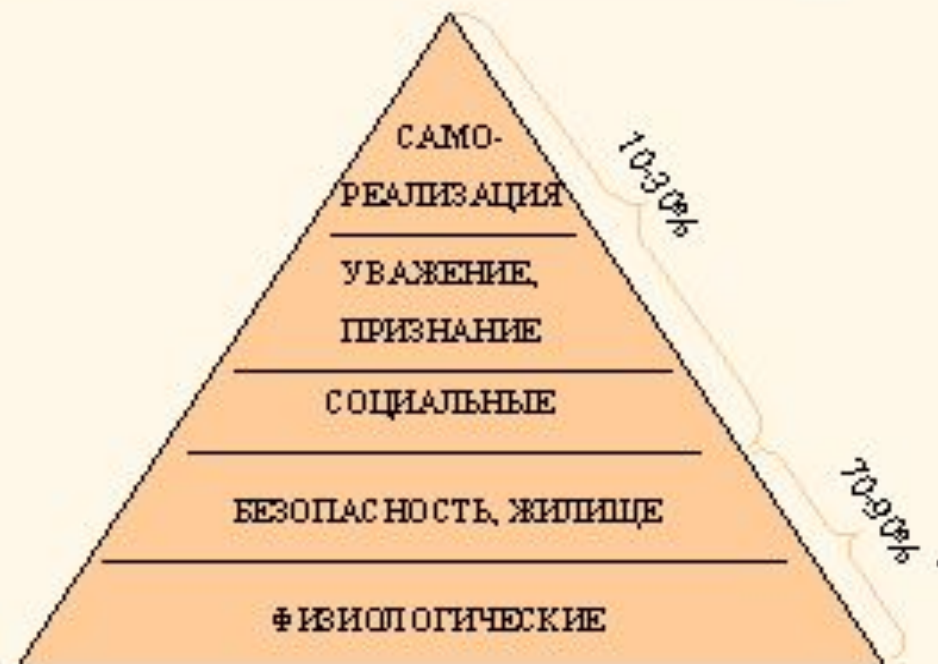 САМО-
РЕАЛИЗАЦИЯ
10-30%
УВАЖЕНИЕ,
ПРИЗНАНИЕ
СОЦИАЛЬНЫЕ
БЕЗОПАСНОСТЬ, ЖИЛИЩЕ
70-90%
ФИЗИОЛОГИЧЕСКИЕ